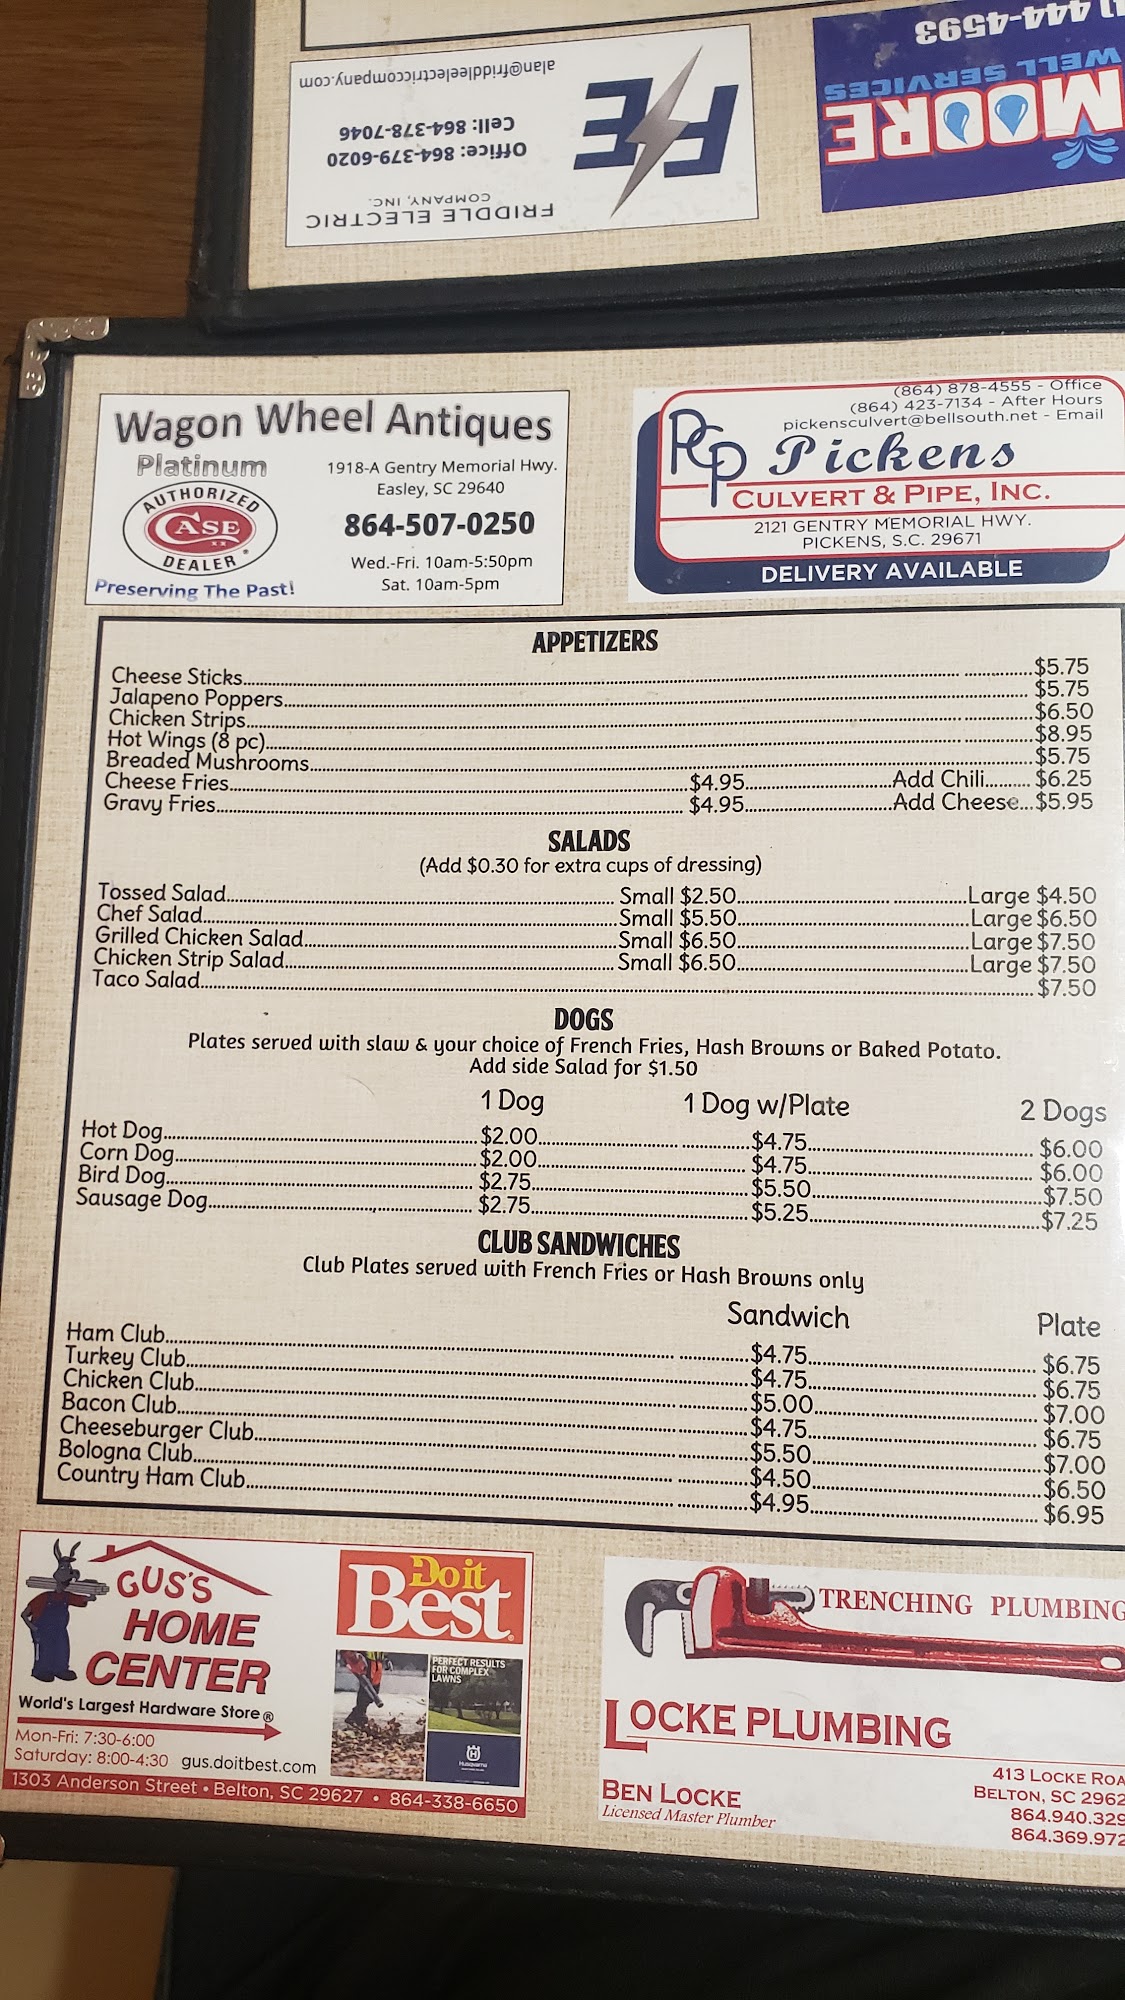 (864) 444-4593
MOORE
WELL SERVICES
FE
FRIDDLE ELECTRIC
COMPANY, INC.
Office: 864-379-6020
Cell: 864-378-7046
alan@friddleelectriccompany.com
Wagon Wheel Antiques
Platinum
AUTHORIZED
CASE
XX
DEALER
Preserving The Past!
1918-A Gentry Memorial Hwy.
Easley, SC 29640
864-507-0250
Wed.-Fri. 10am-5:50pm
Sat. 10am-5pm
(864) 878-4555 - Office
(864) 423-7134 - After Hours
pickensculvert@bellsouth.net - Email
PCP Pickens
CULVERT & PIPE, INC.
2121 GENTRY MEMORIAL HWY.
PICKENS, S.C. 29671
DELIVERY AVAILABLE
APPETIZERS
Cheese Sticks $5.75
Jalapeno Poppers $5.75
Chicken Strips $6.50
Hot Wings (8 pc) $8.95
Breaded Mushrooms $5.75
Cheese Fries $4.95 Add Chili $6.25
Gravy Fries $4.95 Add Cheese $5.95
SALADS
(Add $0.30 for extra cups of dressing)
Tossed Salad Small $2.50 Large $4.50
Chef Salad Small $5.50 Large $6.50
Grilled Chicken Salad Small $6.50 Large $7.50
Chicken Strip Salad Small $6.50 Large $7.50
Taco Salad $7.50
DOGS
Plates served with slaw & your choice of French Fries, Hash Browns or Baked Potato.
Add side Salad for $1.50
1 Dog 1 Dog w/Plate 2 Dogs
Hot Dog $2.00 $4.75 $6.00
Corn Dog $2.00 $4.75 $6.00
Bird Dog $2.75 $5.50 $7.50
Sausage Dog $2.75 $5.25 $7.25
CLUB SANDWICHES
Club Plates served with French Fries or Hash Browns only
Sandwich Plate
Ham Club $4.75 $6.75
Turkey Club $4.75 $6.75
Chicken Club $5.00 $7.00
Bacon Club $4.75 $6.75
Cheeseburger Club $5.50 $7.00
Bologna Club $4.50 $6.50
Country Ham Club $4.95 $6.95
GUS'S
HOME
CENTER
World's Largest Hardware Store®
Mon-Fri: 7:30-6:00
Saturday: 8:00-4:30 gus.doitbest.com
1303 Anderson Street • Belton, SC 29627 • 864-338-6650
Do it
Best®
PERFECT RESULTS
FOR COMPLEX
LAWNS
Husqvarna
TRENCHING PLUMBING
LOCKE PLUMBING
BEN LOCKE
Licensed Master Plumber
413 LOCKE ROA
BELTON, SC 2962
864.940.329
864.369.972